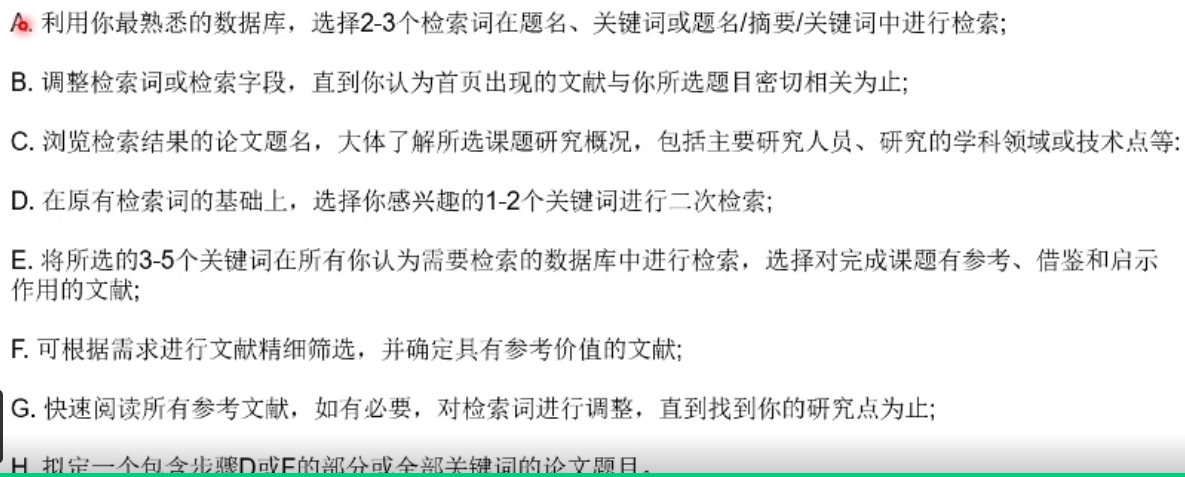 A. 利用你最熟悉的数据库，选择2-3个检索词在题名、关键词或题名/摘要/关键词中进行检索;
B. 调整检索词或检索字段，直到你认为首页出现的文献与你所选题目密切相关为止;
C. 浏览检索结果的论文题名，大体了解所选课题研究概况，包括主要研究人员、研究的学科领域或技术点等:
D. 在原有检索词的基础上，选择你感兴趣的1-2个关键词进行二次检索;
E. 将所选的3-5个关键词在所有你认为需要检索的数据库中进行检索，选择对完成课题有参考、借鉴和启示
作用的文献;
F. 可根据需求进行文献精细筛选，并确定具有参考价值的文献;
G. 快速阅读所有参考文献，如有必要，对检索词进行调整，直到找到你的研究点为止;
H. 拟定一个包含步骤D或E的部分或全部关键词的论文题目。